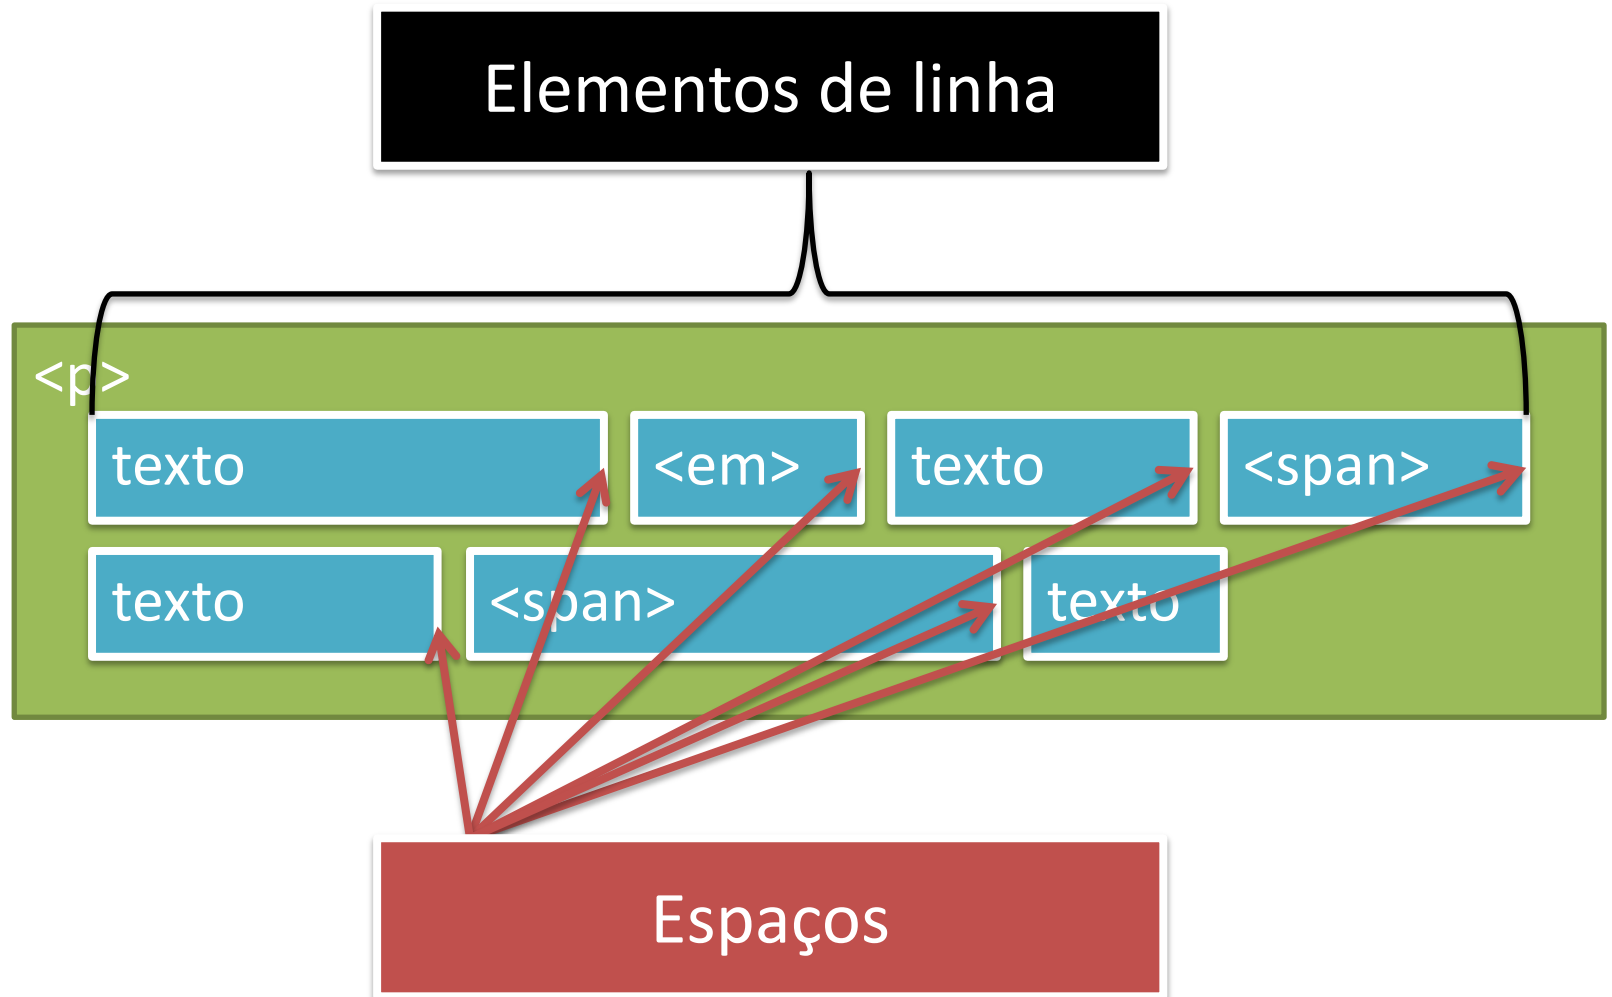 Elementos de linha
<p>
texto <em> texto <span>
texto <span> texto
Espaços